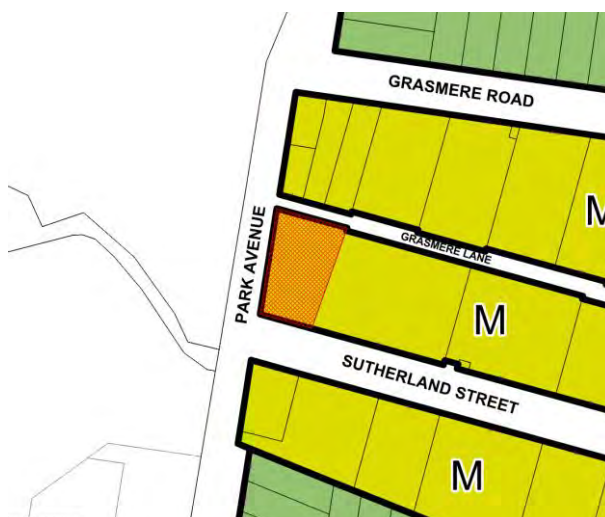 GRASMERE ROAD
M
PARK AVENUE
GRASMERE LANE
M
SUTHERLAND STREET
M